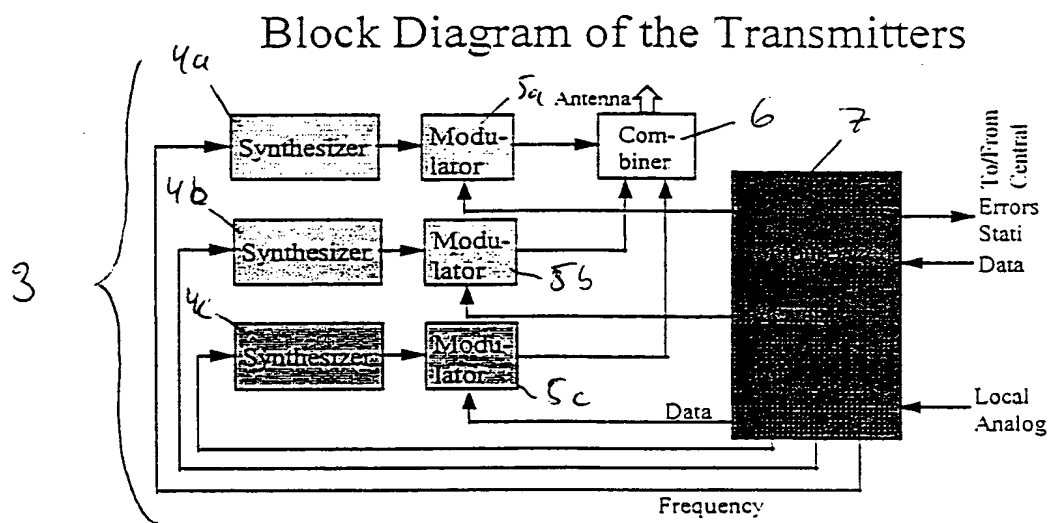 Block Diagram of the Transmitters
4a
5a
Antenna
6
7
Synthesizer
Modu-
lator
Com-
biner
To/From
Central
4b
Errors
Stati
Synthesizer
Modu-
lator
Data
5b
3
4c
Synthesizer
Modu-
lator
5c
Data
Local
Analog
Frequency